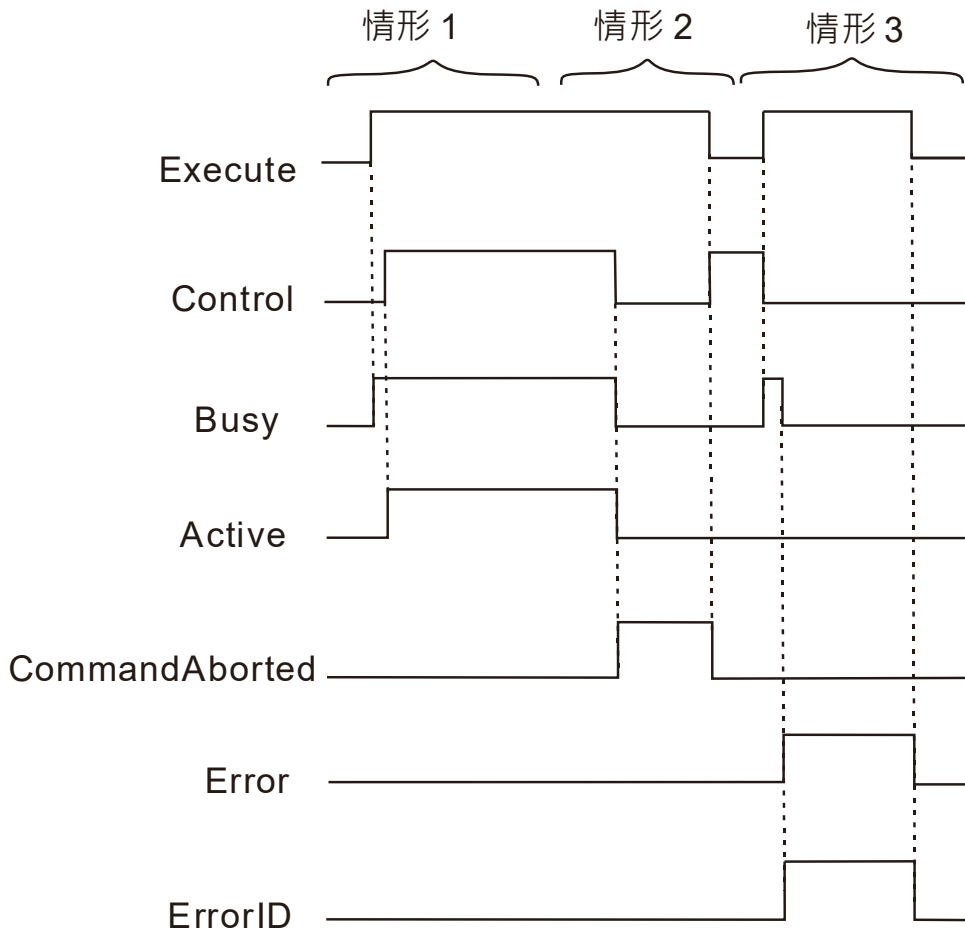 情形 1 情形 2 情形 3
Execute
Control
Busy
Active
CommandAborted
Error
ErrorID